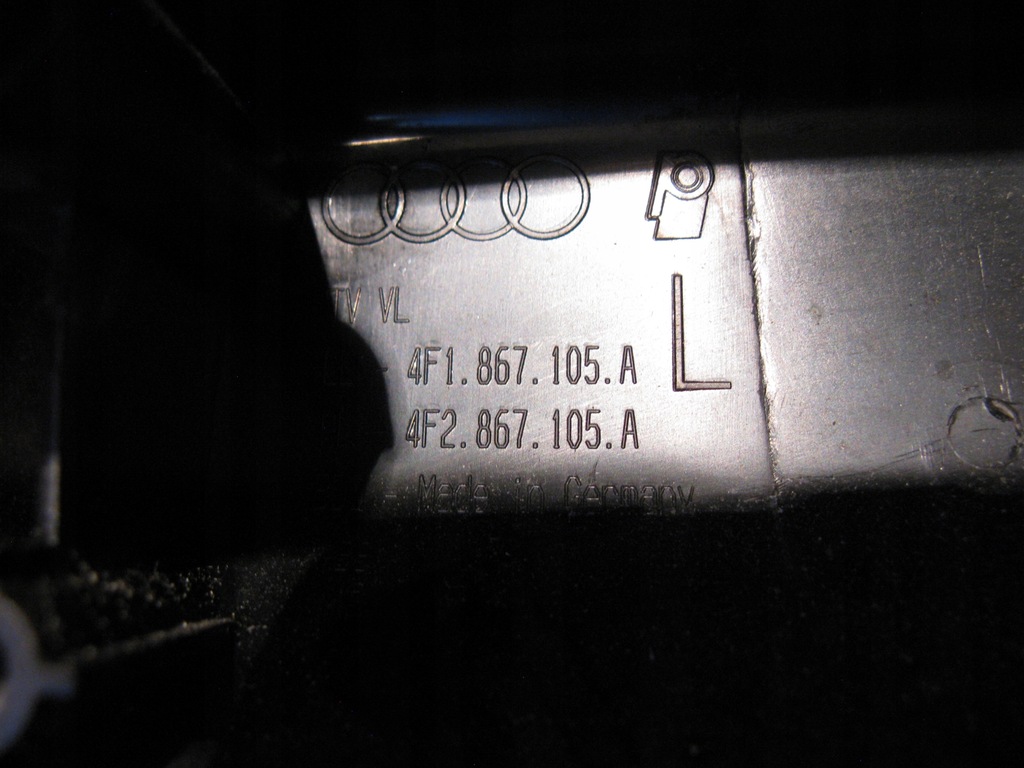 TV VL
L
4F1.867.105.A
4F2.867.105.A
- Made in Germany